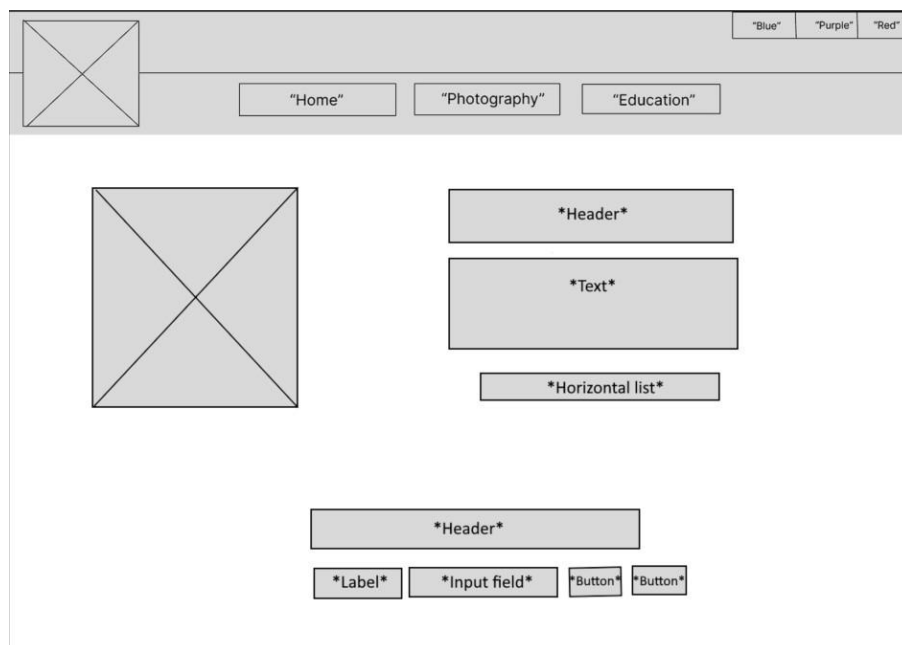 "Blue" "Purple" "Red"
"Home" "Photography" "Education"
*Header*
*Text*
*Horizontal list*
*Header*
*Label* *Input field* *Button* *Button*